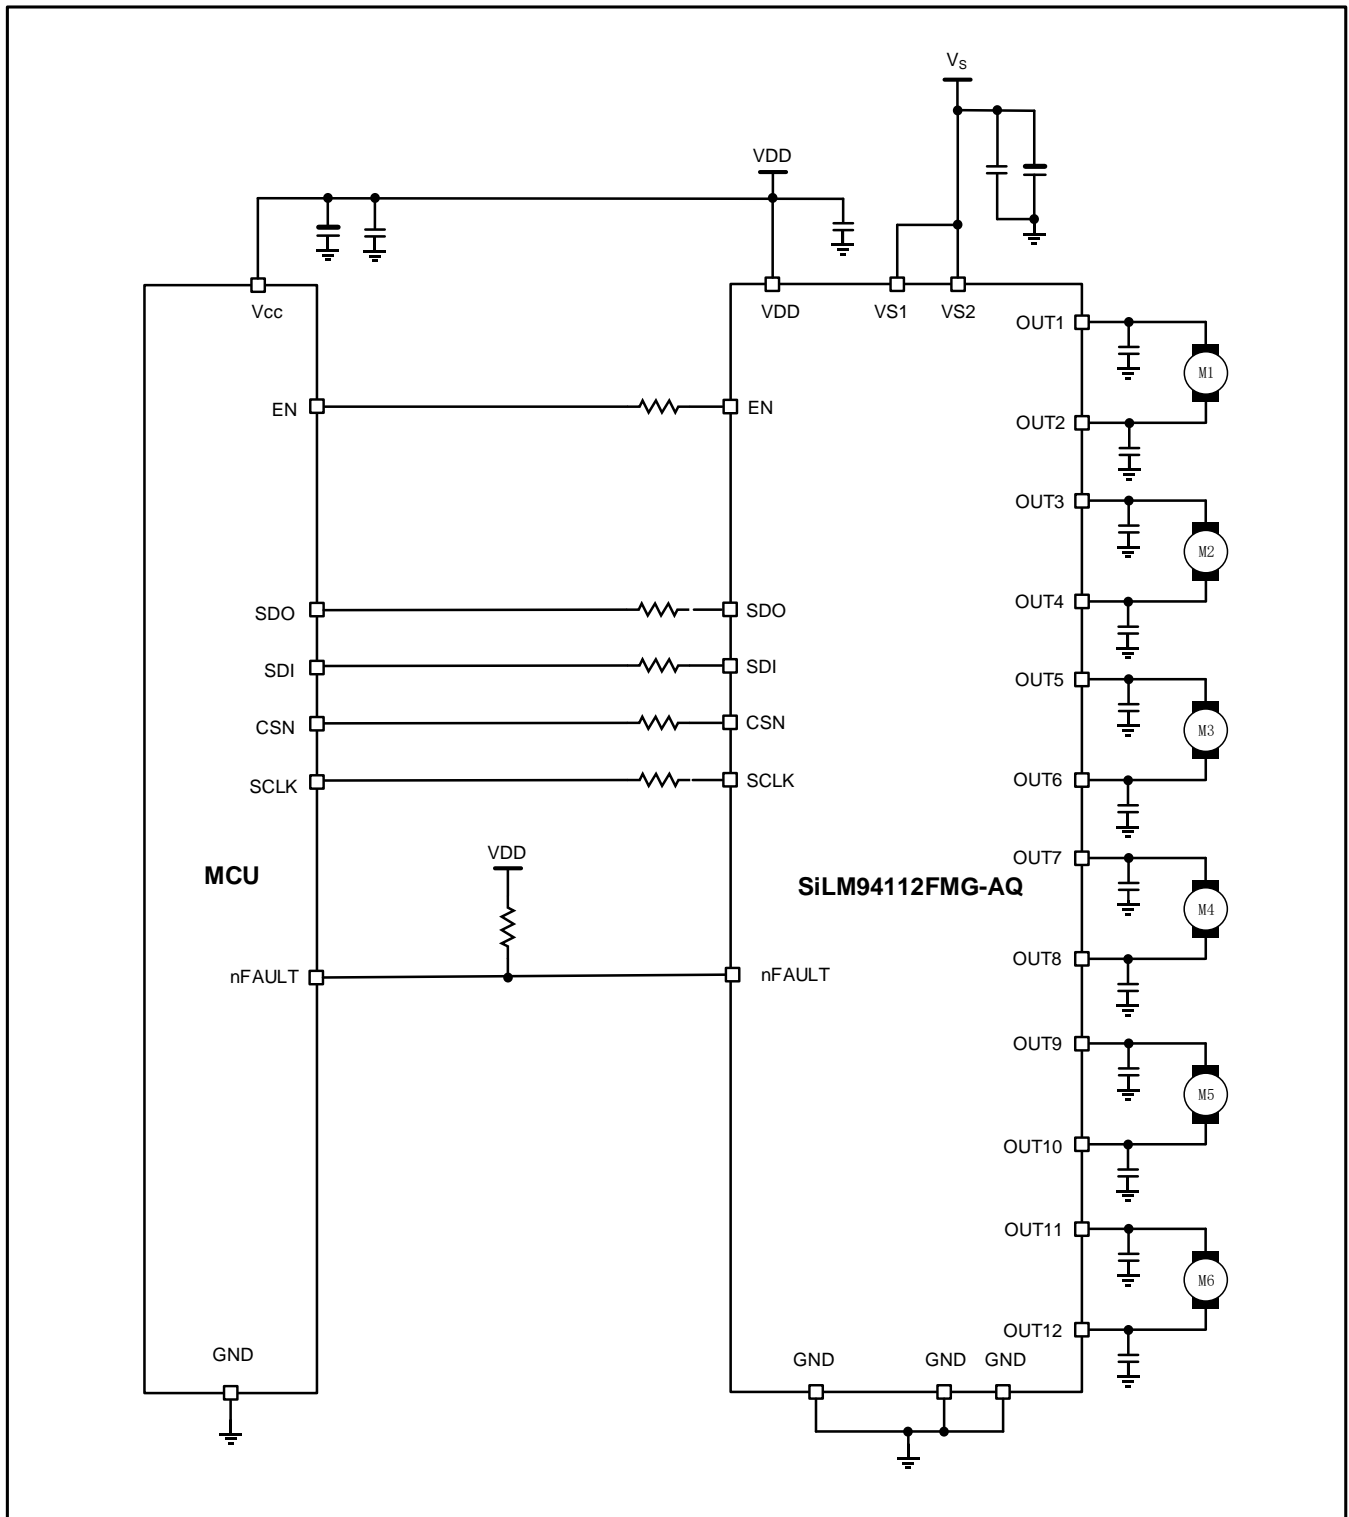 VS
VDD
Vcc
VDD
VS1
VS2
OUT1
M1
EN
EN
OUT2
OUT3
M2
OUT4
SDO
SDO
SDI
SDI
OUT5
CSN
CSN
M3
SCLK
SCLK
OUT6
VDD
OUT7
MCU
SiLM94112FMG-AQ
M4
OUT8
nFAULT
nFAULT
OUT9
M5
OUT10
OUT11
M6
OUT12
GND
GND
GND
GND